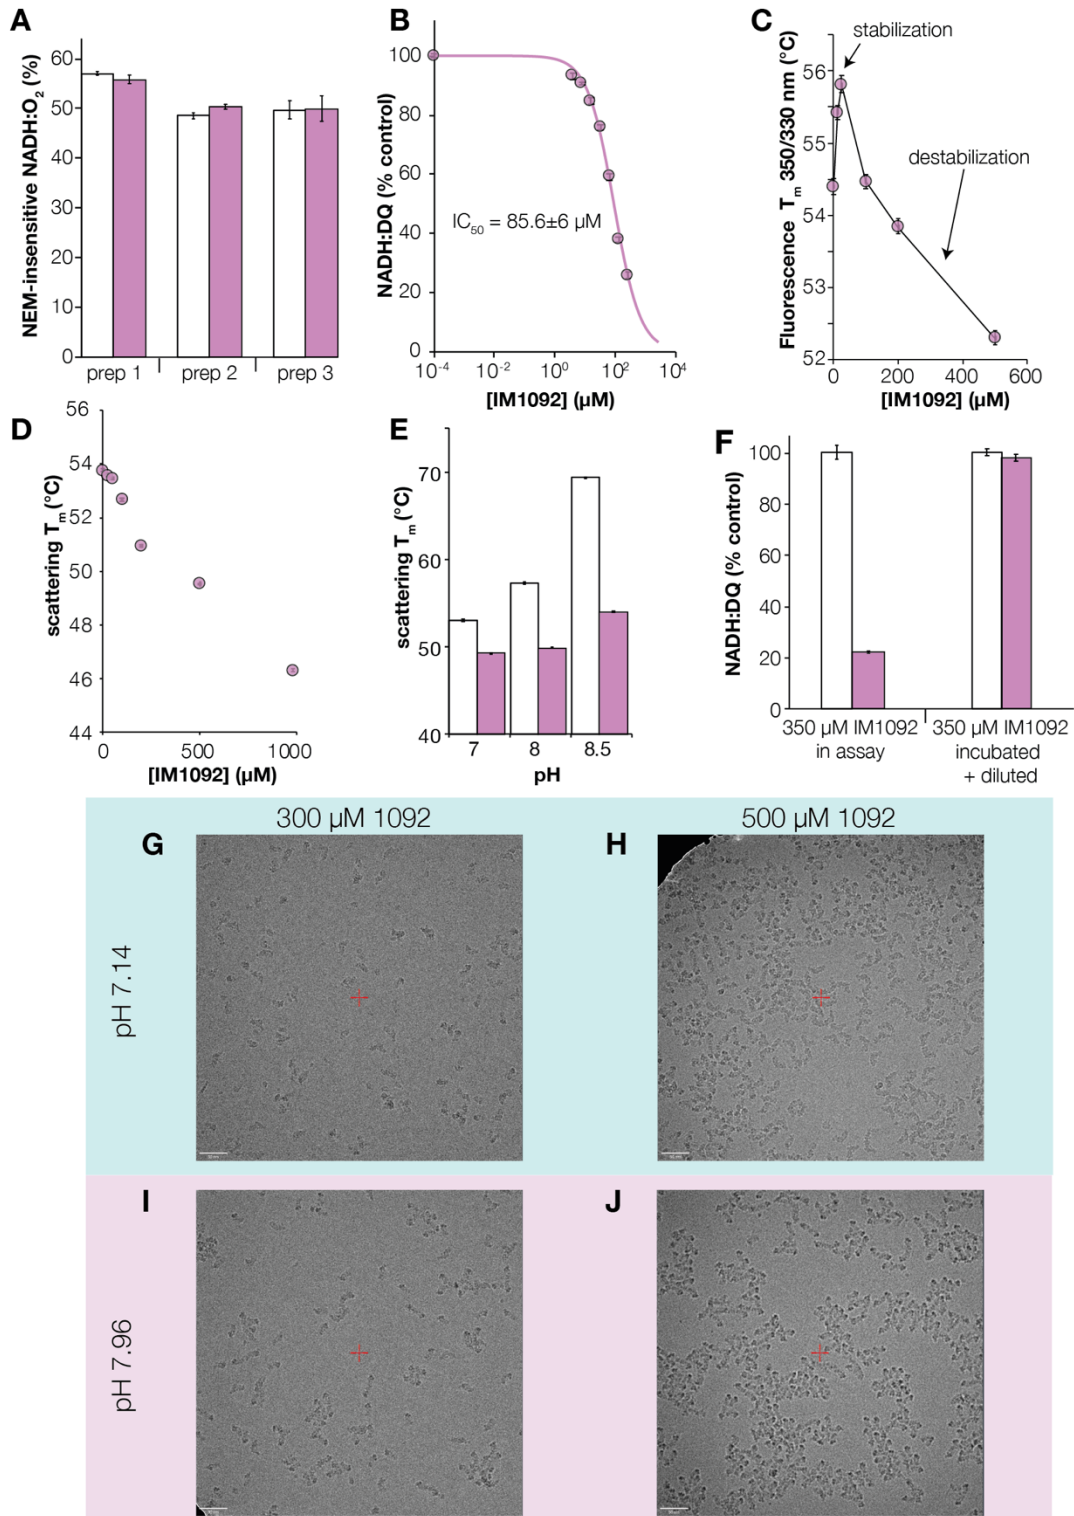 A
NEM-insensitive NADH:O2 (%)
60
50
40
30
20
10
0
prep 1
prep 2
prep 3
B
NADH:DQ (% control)
100
80
60
40
20
0
IC50 = 85.6±6 µM
10-4
10-2
100
102
104
[IM1092] (µM)
C
Fluorescence Tm 350/330 nm (°C)
56
55
54
53
52
stabilization
destabilization
0
200
400
600
[IM1092] (µM)
D
scattering Tm (°C)
56
54
52
50
48
46
44
0
500
1000
[IM1092] (µM)
E
scattering Tm (°C)
70
60
50
40
7
8
8.5
pH
F
NADH:DQ (% control)
100
80
60
40
20
0
350 µM IM1092
in assay
350 µM IM1092
incubated
+ diluted
300 µM 1092
500 µM 1092
G
H
pH 7.14
I
J
pH 7.96